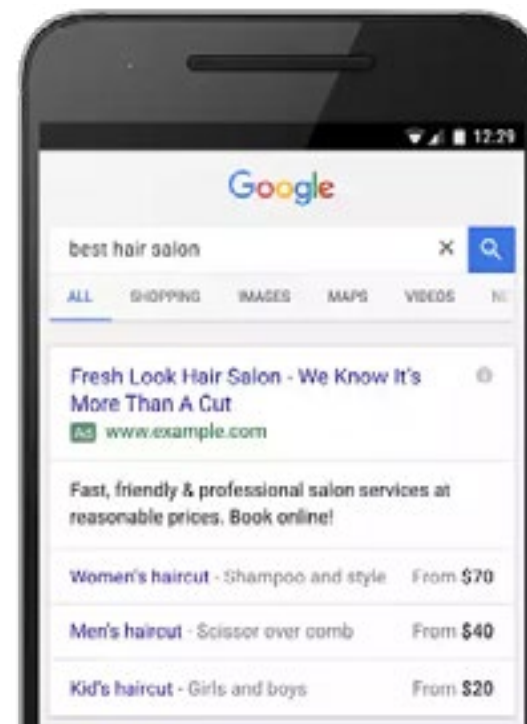 12:29
Google
best hair salon ×
ALL SHOPPING IMAGES MAPS VIDEOS
Fresh Look Hair Salon - We Know It's
More Than A Cut
Ad www.example.com
Fast, friendly & professional salon services at
reasonable prices. Book online!
Women's haircut - Shampoo and style From $70
Men's haircut - Scissor over comb From $40
Kid's haircut - Girls and boys From $20